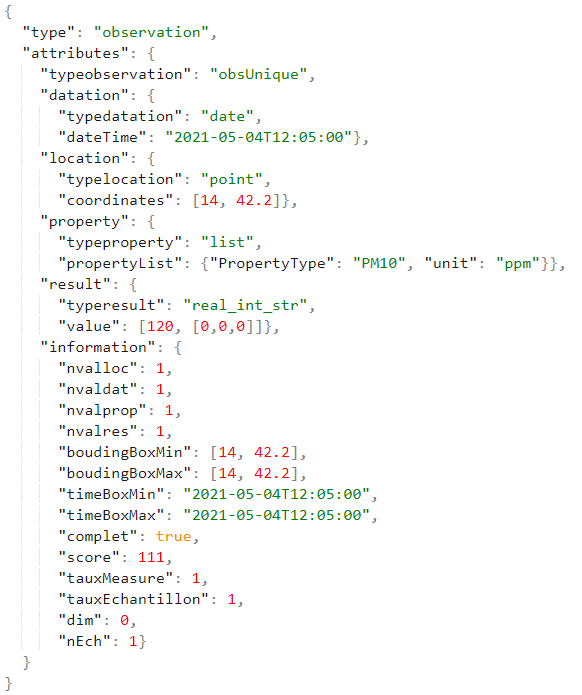 {
  "type": "observation",
  "attributes": {
    "typeobservation": "obsUnique",
    "datation": {
      "typedatation": "date",
      "dateTime": "2021-05-04T12:05:00"},
    "location": {
      "typelocation": "point",
      "coordinates": [14, 42.2]},
    "property": {
      "typeproperty": "list",
      "propertyList": {"PropertyType": "PM10", "unit": "ppm"}},
    "result": {
      "typeresult": "real_int_str",
      "value": [120, [0,0,0]]},
    "information": {
      "nvalloc": 1,
      "nvaldat": 1,
      "nvalprop": 1,
      "nvalres": 1,
      "boudingBoxMin": [14, 42.2],
      "boudingBoxMax": [14, 42.2],
      "timeBoxMin": "2021-05-04T12:05:00",
      "timeBoxMax": "2021-05-04T12:05:00",
      "complet": true,
      "score": 111,
      "tauxMeasure": 1,
      "tauxEchantillon": 1,
      "dim": 0,
      "nEch": 1}
  }
}